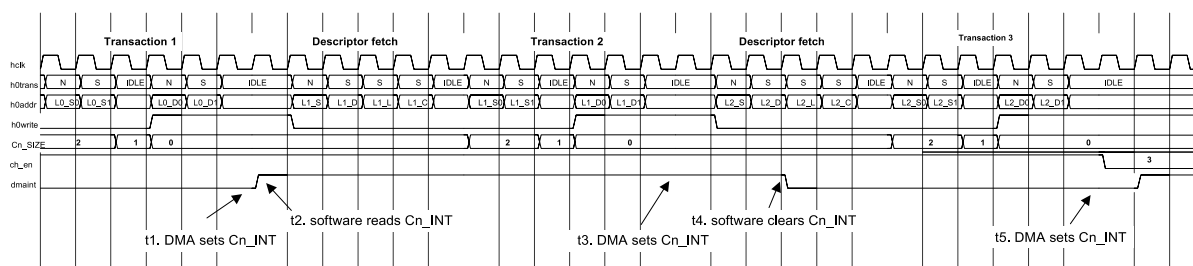 Transaction 1 Descriptor fetch Transaction 2 Descriptor fetch Transaction 3
hclk
h0trans N S IDLE N S IDLE N S S S IDLE N S IDLE N S IDLE N S S S IDLE N S IDLE N S IDLE
h0addr L0_S0 L0_S1 L0_D0 L0_D1 L1_S L1_D L1_L L1_C L1_S0 L1_S1 L1_D0 L1_D1 L2_S L2_D L2_L L2_C L2_S0 L2_S1 L2_D0 L2_D1
h0write
Cn_SIZE 2 1 0 2 1 0 2 1 0
ch_en 3
dmaint
t2. software reads Cn_INT t4. software clears Cn_INT
t1. DMA sets Cn_INT t3. DMA sets Cn_INT t5. DMA sets Cn_INT